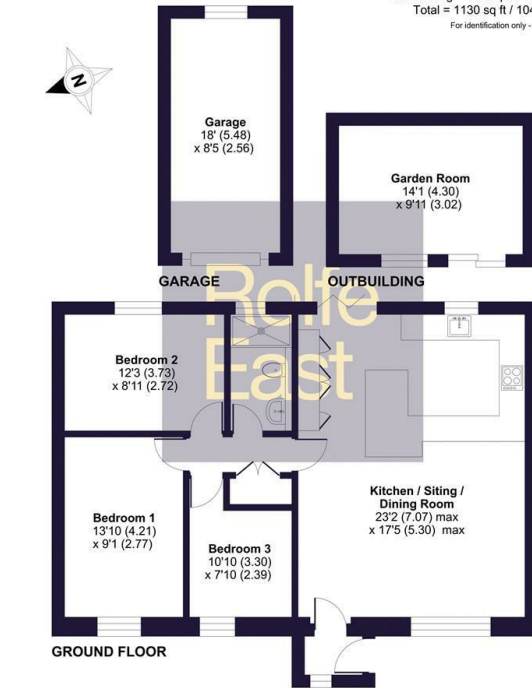 Total = 1130 sq ft / 104
For identification only -
N
Garage
18' (5.48)
x 8'5 (2.56)
Garden Room
14'1 (4.30)
x 9'11 (3.02)
GARAGE
OUTBUILDING
Rolfe
East
Bedroom 2
12'3 (3.73)
x 8'11 (2.72)
Kitchen / Siting /
Dining Room
23'2 (7.07) max
x 17'5 (5.30) max
Bedroom 1
13'10 (4.21)
x 9'1 (2.77)
Bedroom 3
10'10 (3.30)
x 7'10 (2.39)
GROUND FLOOR